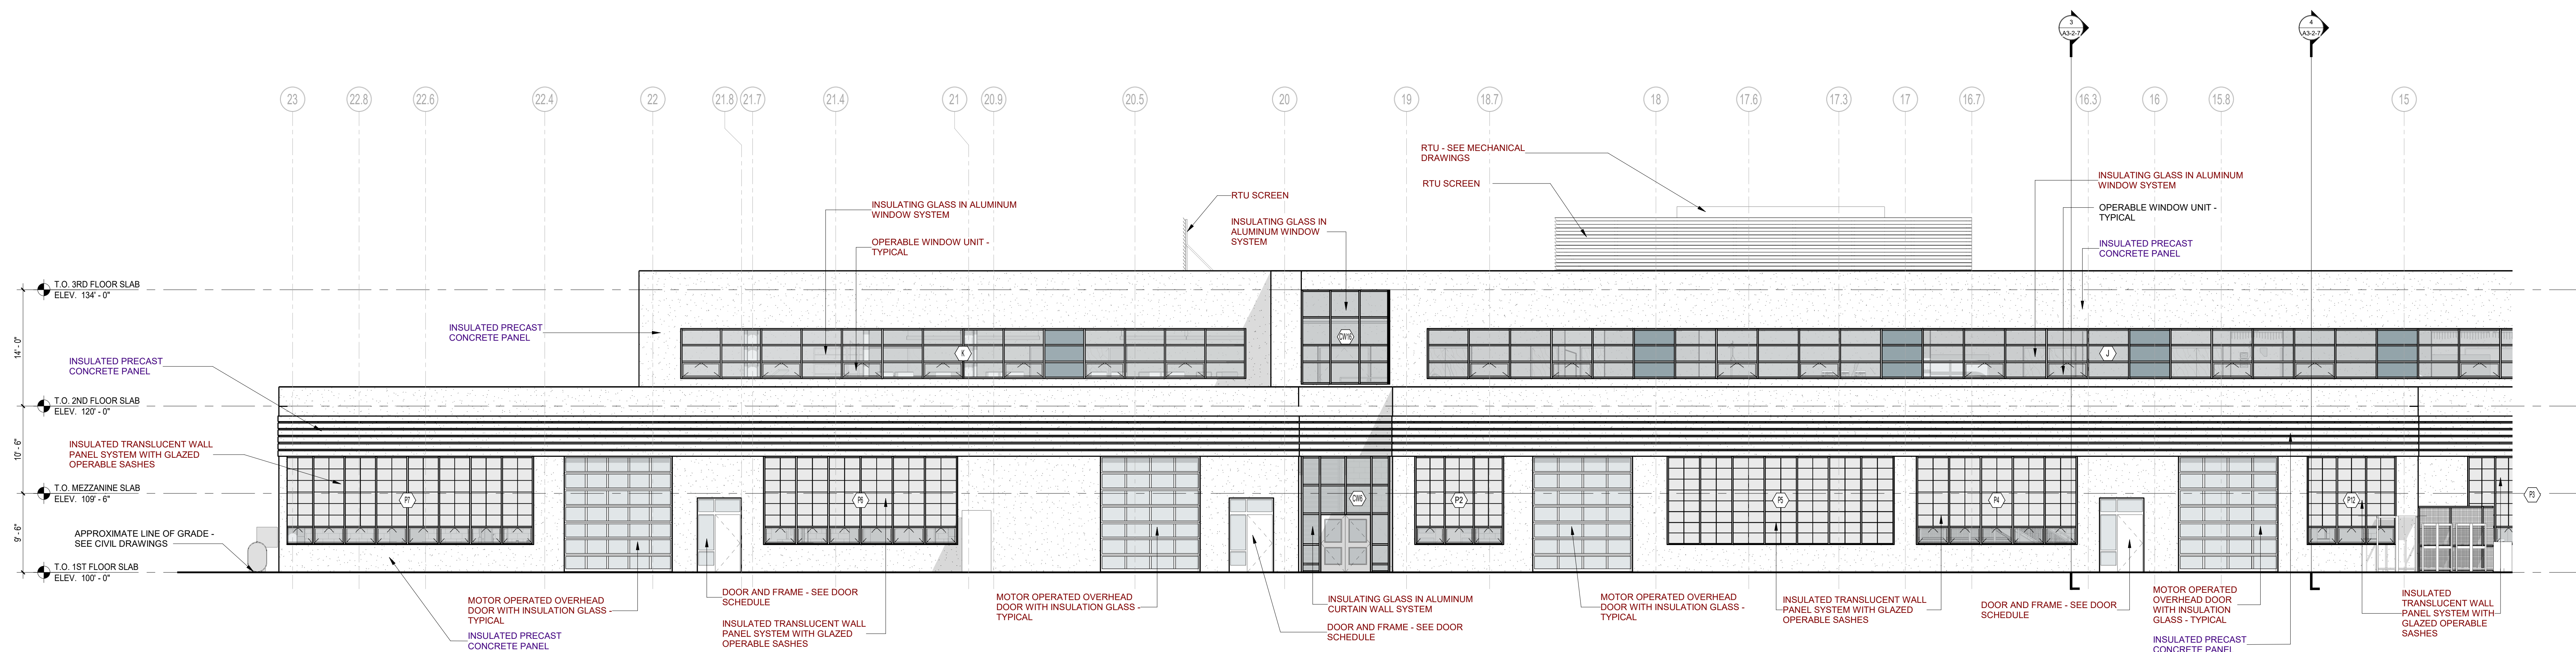 3
A3-2-7
4
A3-2-7
23
22.8
22.6
22.4
22
21.8
21.7
21.4
21
20.9
20.5
20
19
18.7
18
17.6
17.3
17
16.7
16.3
16
15.8
15
RTU - SEE MECHANICAL
DRAWINGS
RTU SCREEN
INSULATING GLASS IN ALUMINUM
WINDOW SYSTEM
OPERABLE WINDOW UNIT -
TYPICAL
RTU SCREEN
INSULATING GLASS IN
ALUMINUM WINDOW
SYSTEM
INSULATING GLASS IN ALUMINUM
WINDOW SYSTEM
OPERABLE WINDOW UNIT -
TYPICAL
INSULATED PRECAST
CONCRETE PANEL
T.O. 3RD FLOOR SLAB
ELEV. 134' - 0"
14' - 0"
INSULATED PRECAST
CONCRETE PANEL
INSULATED PRECAST
CONCRETE PANEL
K
CW16
J
T.O. 2ND FLOOR SLAB
ELEV. 120' - 0"
10' - 6"
INSULATED TRANSLUCENT WALL
PANEL SYSTEM WITH GLAZED
OPERABLE SASHES
T.O. MEZZANINE SLAB
ELEV. 109' - 6"
9' - 6"
P7
P6
CW6
P2
P5
P4
P12
P3
APPROXIMATE LINE OF GRADE -
SEE CIVIL DRAWINGS
T.O. 1ST FLOOR SLAB
ELEV. 100' - 0"
MOTOR OPERATED OVERHEAD
DOOR WITH INSULATION GLASS -
TYPICAL
INSULATED PRECAST
CONCRETE PANEL
DOOR AND FRAME - SEE DOOR
SCHEDULE
INSULATED TRANSLUCENT WALL
PANEL SYSTEM WITH GLAZED
OPERABLE SASHES
MOTOR OPERATED OVERHEAD
DOOR WITH INSULATION GLASS -
TYPICAL
INSULATING GLASS IN ALUMINUM
CURTAIN WALL SYSTEM
DOOR AND FRAME - SEE DOOR
SCHEDULE
MOTOR OPERATED OVERHEAD
DOOR WITH INSULATION GLASS -
TYPICAL
INSULATED TRANSLUCENT WALL
PANEL SYSTEM WITH GLAZED
OPERABLE SASHES
DOOR AND FRAME - SEE DOOR
SCHEDULE
MOTOR OPERATED
OVERHEAD DOOR
WITH INSULATION
GLASS - TYPICAL
INSULATED PRECAST
CONCRETE PANEL
INSULATED
TRANSLUCENT WALL
PANEL SYSTEM WITH
GLAZED OPERABLE
SASHES